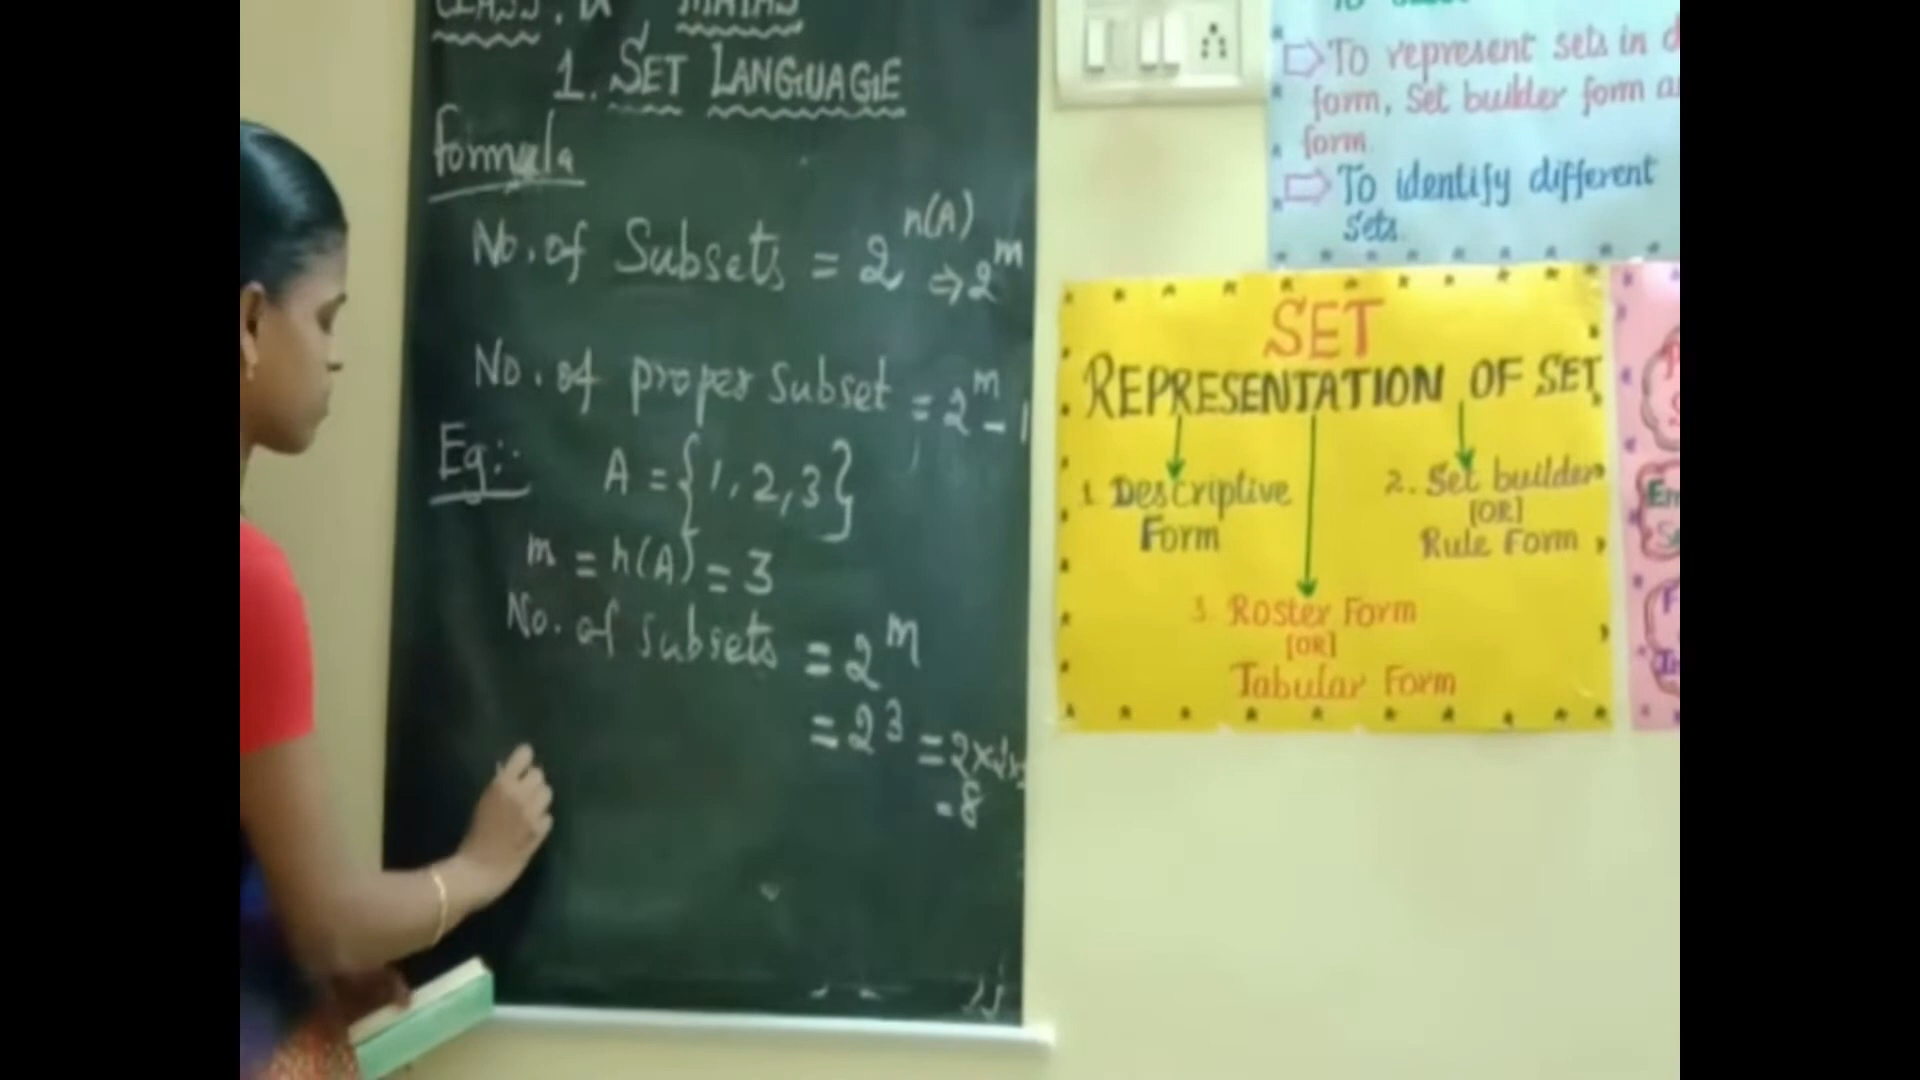 CLASS. IX MATHS
1. SET LANGUAGE
Formula
No. of Subsets = 2^n(A) ⇒ 2^m
No. of proper subset = 2^m - 1
Eg:-
A = {1, 2, 3}
m = n(A) = 3
No. of subsets = 2^m
= 2^3 = 2x2x
= 8
To represent sets in
form, Set builder form
form
To identify different
sets.
SET
REPRESENTATION OF SET
1. Descriptive
Form
2. Set builder
[OR]
Rule Form
3. Roster Form
[OR]
Tabular Form